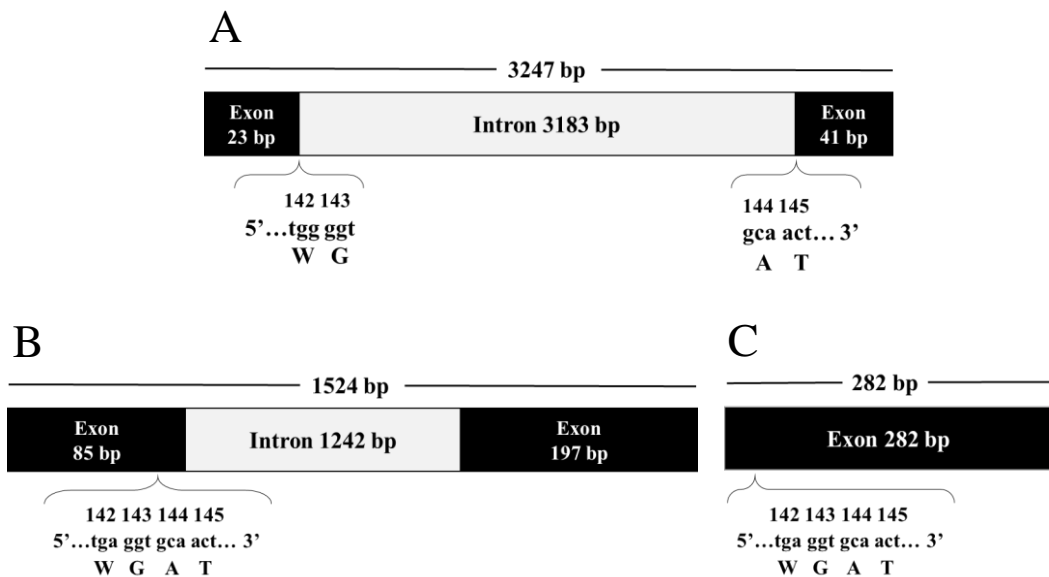 A
3247 bp
Exon
23 bp
Intron 3183 bp
Exon
41 bp
142 143
5’…tgg ggt
W G
144 145
gca act… 3’
A T
B
1524 bp
Exon
85 bp
Intron 1242 bp
Exon
197 bp
142 143 144 145
5’…tga ggt gca act… 3’
W G A T
C
282 bp
Exon 282 bp
142 143 144 145
5’…tga ggt gca act… 3’
W G A T